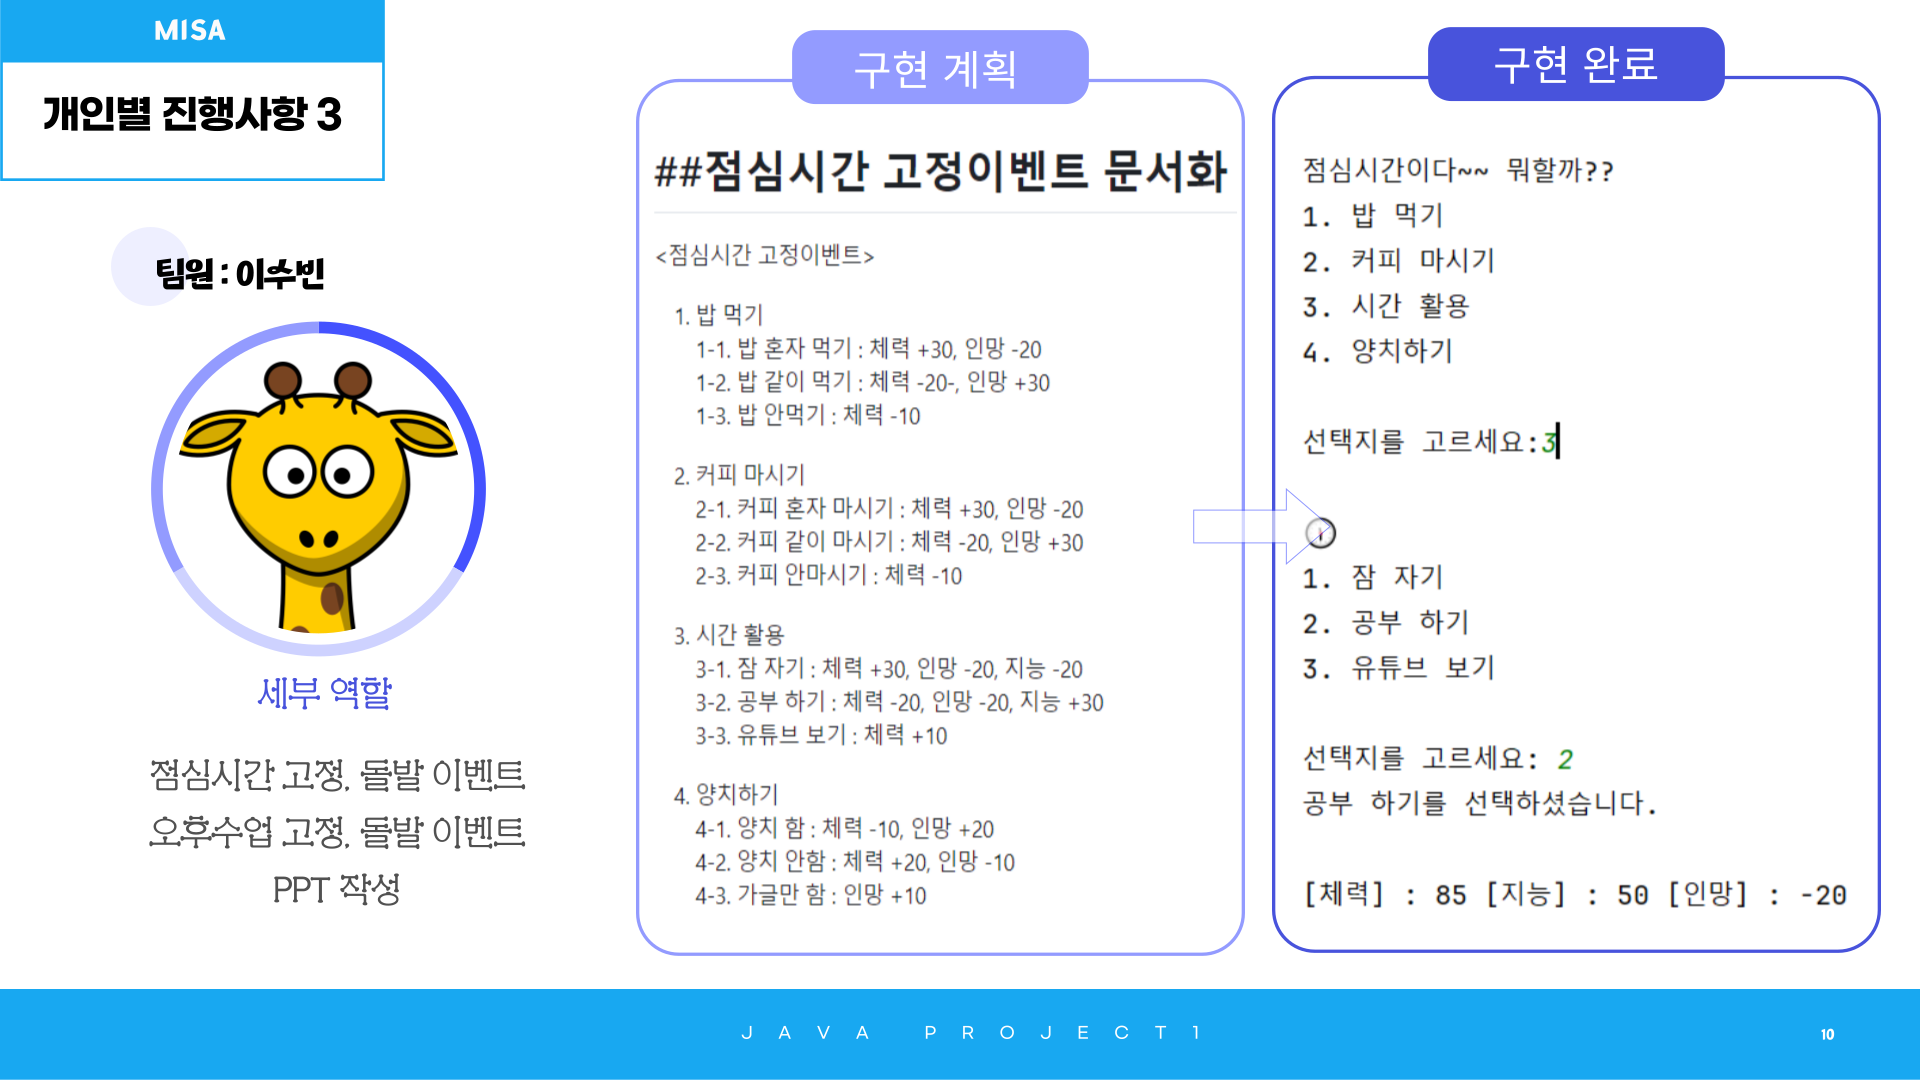 MISA
개인별 진행사항 3
팀원 : 이수빈
세부 역할
점심시간 고정, 돌발 이벤트
오후수업 고정, 돌발 이벤트
PPT 작성
구현 계획
##점심시간 고정이벤트 문서화
<점심시간 고정이벤트>
1. 밥 먹기
1-1. 밥 혼자 먹기 : 체력 +30, 인망 -20
1-2. 밥 같이 먹기 : 체력 -20-, 인망 +30
1-3. 밥 안먹기 : 체력 -10
2. 커피 마시기
2-1. 커피 혼자 마시기 : 체력 +30, 인망 -20
2-2. 커피 같이 마시기 : 체력 -20, 인망 +30
2-3. 커피 안마시기 : 체력 -10
3. 시간 활용
3-1. 잠 자기 : 체력 +30, 인망 -20, 지능 -20
3-2. 공부 하기 : 체력 -20, 인망 -20, 지능 +30
3-3. 유튜브 보기 : 체력 +10
4. 양치하기
4-1. 양치 함 : 체력 -10, 인망 +20
4-2. 양치 안함 : 체력 +20, 인망 -10
4-3. 가글만 함 : 인망 +10
구현 완료
점심시간이다~~ 뭐할까??
1. 밥 먹기
2. 커피 마시기
3. 시간 활용
4. 양치하기
선택지를 고르세요:3
1. 잠 자기
2. 공부 하기
3. 유튜브 보기
선택지를 고르세요: 2
공부 하기를 선택하셨습니다.
[체력] : 85 [지능] : 50 [인망] : -20
JAVA PROJECT1
10